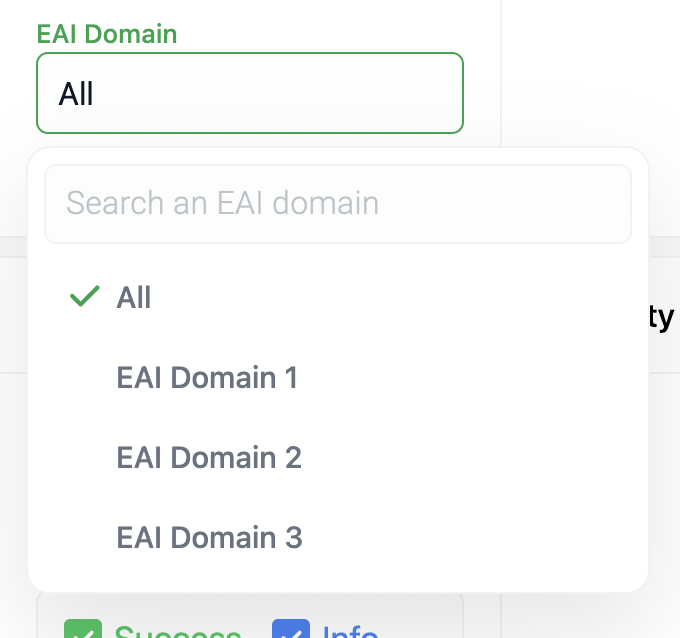 EAI Domain
All
Search an EAI domain
All
ty
EAI Domain 1
EAI Domain 2
EAI Domain 3
Success Info